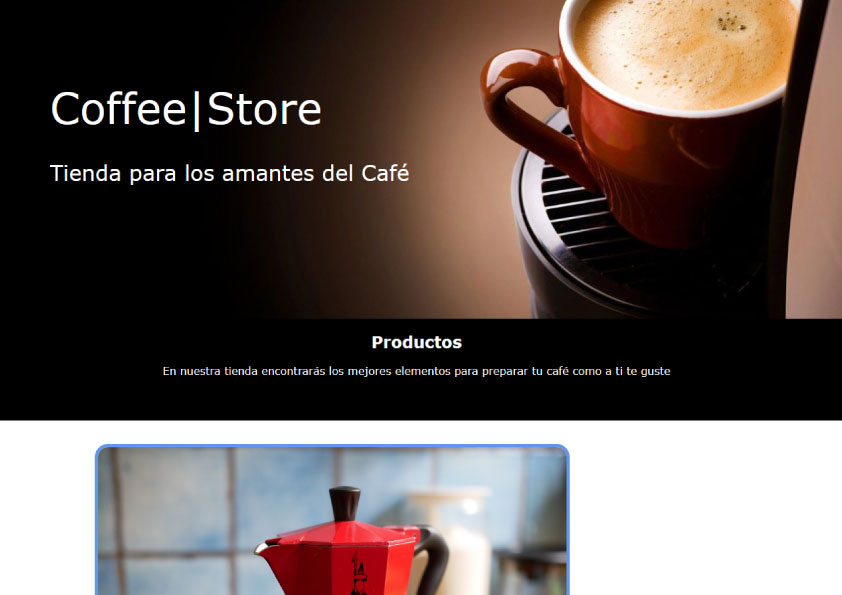 Coffee|Store
Tienda para los amantes del Café
Productos
En nuestra tienda encontrarás los mejores elementos para preparar tu café como a ti te guste